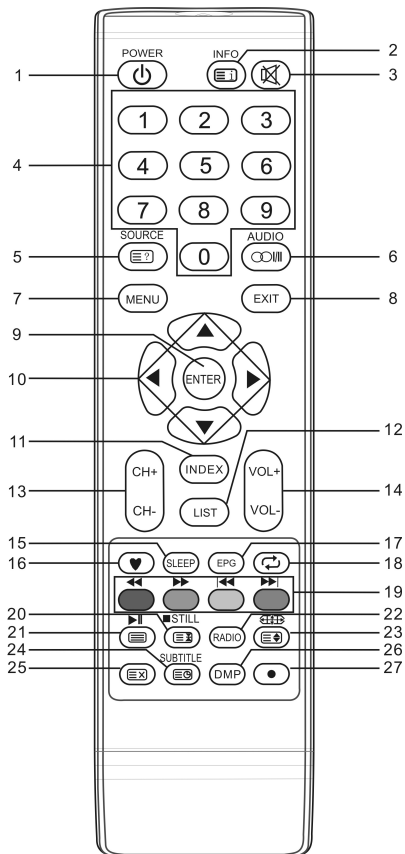 POWER INFO 2
1 3
1 2 3
4 4 5 6
7 8 9
SOURCE AUDIO
5 ? 0 I/II 6
7 MENU EXIT 8
9
10 ENTER
11 12
INDEX
CH+ VOL+
13 LIST 14
CH- VOL-
15 17
16 SLEEP EPG 18
19
20 STILL 22
21 RADIO 23
24 SUBTITLE 26
25 X DMP 27